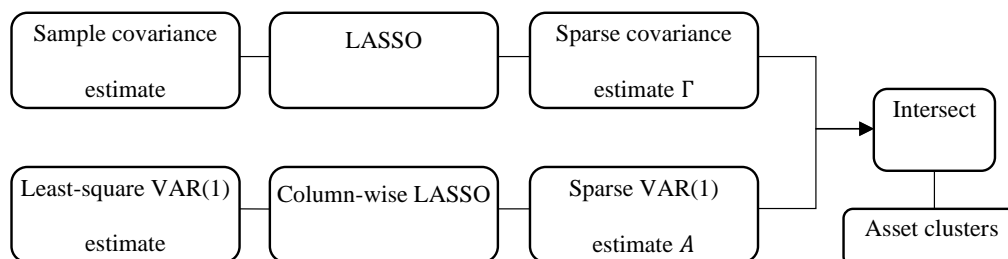 Sample covariance
estimate
LASSO
Sparse covariance
estimate Γ
Intersect
Least-square VAR(1)
estimate
Column-wise LASSO
Sparse VAR(1)
estimate A
Asset clusters